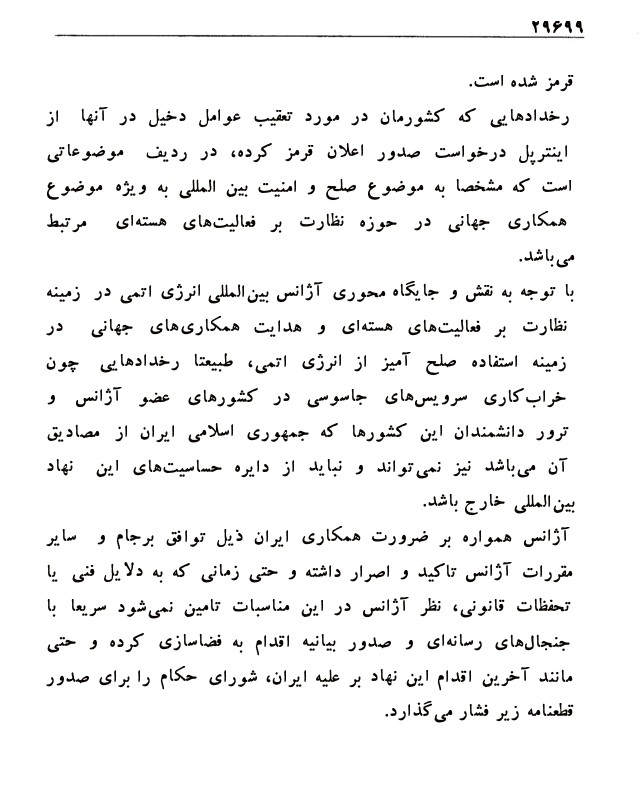 ۲۹۶۹۹
قرمز شده است.
رخدادهایی که کشورمان در مورد تعقیب عوامل دخیل در آنها از
اینترپل درخواست صدور اعلان قرمز کرده، در ردیف موضوعاتی
است که مشخصا به موضوع صلح و امنیت بین المللی به ویژه موضوع
همکاری جهانی در حوزه نظارت بر فعالیت‌های هسته‌ای مرتبط
می‌باشد.
با توجه به نقش و جایگاه محوری آژانس بین‌المللی انرژی اتمی در زمینه
نظارت بر فعالیت‌های هسته‌ای و هدایت همکاری‌های جهانی در
زمینه استفاده صلح آمیز از انرژی اتمی، طبیعتا رخدادهایی چون
خراب‌کاری سرویس‌های جاسوسی در کشورهای عضو آژانس و
ترور دانشمندان این کشورها که جمهوری اسلامی ایران از مصادیق
آن می‌باشد نیز نمی‌تواند و نباید از دایره حساسیت‌های این نهاد
بین‌المللی خارج باشد.
آژانس همواره بر ضرورت همکاری ایران ذیل توافق برجام و سایر
مقررات آژانس تاکید و اصرار داشته و حتی زمانی که به دلایل فنی یا
تحفظات قانونی، نظر آژانس در این مناسبات تامین نمی‌شود سریعا با
جنجال‌های رسانه‌ای و صدور بیانیه اقدام به فضاسازی کرده و حتی
مانند آخرین اقدام این نهاد بر علیه ایران، شورای حکام را برای صدور
قطعنامه زیر فشار می‌گذارد.